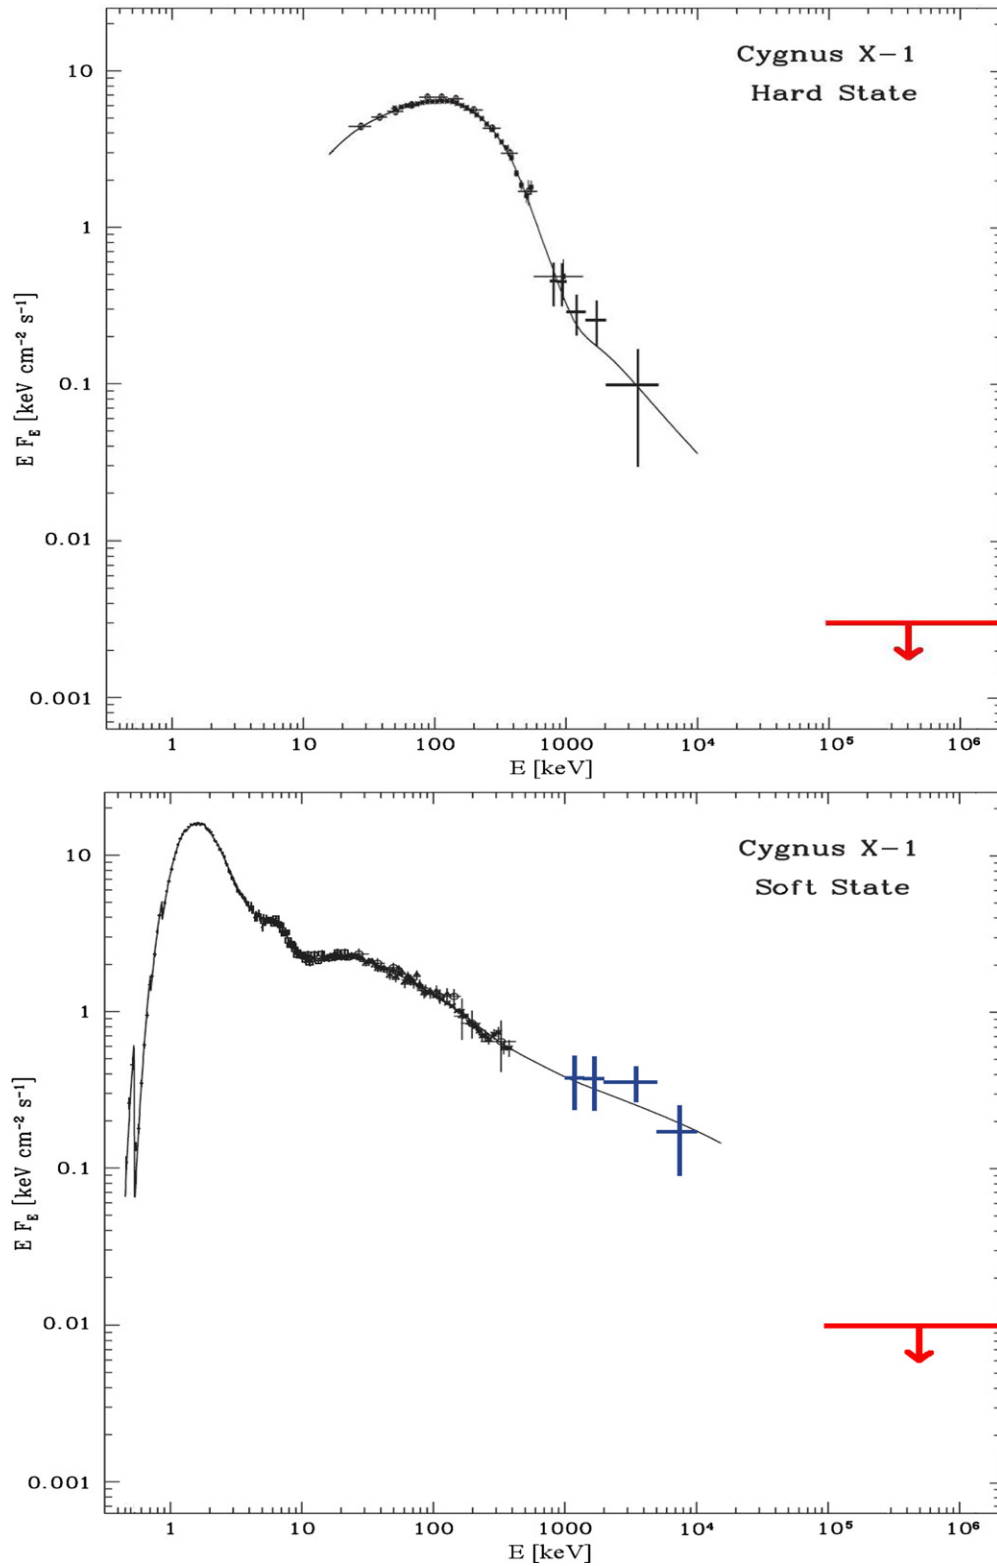 Cygnus X−1
Hard State
10
1
0.1
0.01
0.001
E F_E [keV cm⁻² s⁻¹]
1 10 100 1000 10⁴ 10⁵ 10⁶
E [keV]
Cygnus X−1
Soft State
10
1
0.1
0.01
0.001
E F_E [keV cm⁻² s⁻¹]
1 10 100 1000 10⁴ 10⁵ 10⁶
E [keV]